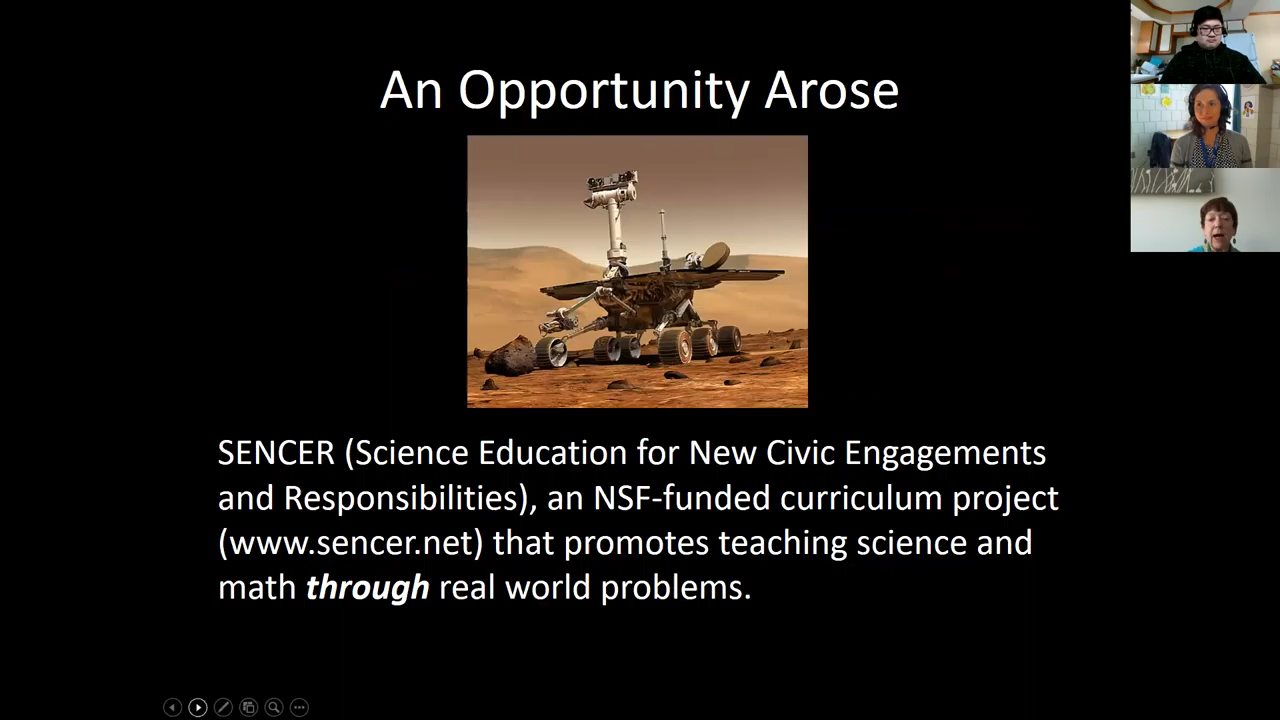 An Opportunity Arose
SENCER (Science Education for New Civic Engagements
and Responsibilities), an NSF-funded curriculum project
(www.sencer.net) that promotes teaching science and
math through real world problems.